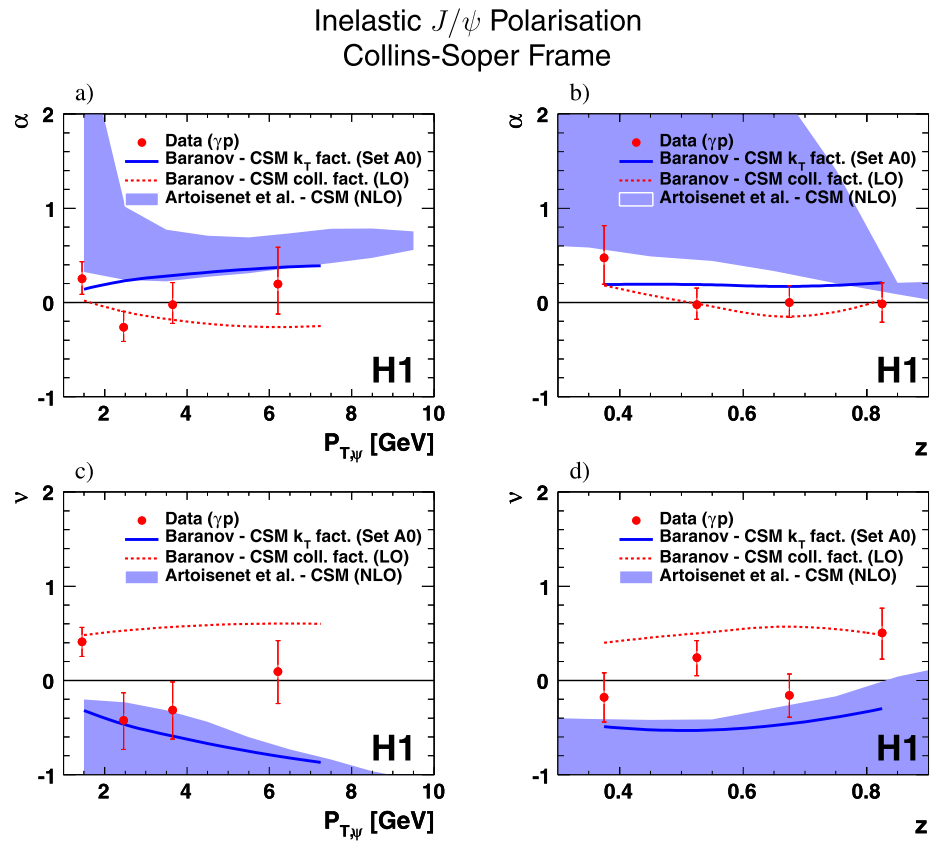 Inelastic J/ψ Polarisation
Collins-Soper Frame
a)
α
2
1
0
-1
Data (γp)
Baranov - CSM k_T fact. (Set A0)
Baranov - CSM coll. fact. (LO)
Artoisenet et al. - CSM (NLO)
H1
2 4 6 8 10
P_T,ψ [GeV]
b)
α
2
1
0
-1
Data (γp)
Baranov - CSM k_T fact. (Set A0)
Baranov - CSM coll. fact. (LO)
Artoisenet et al. - CSM (NLO)
H1
0.4 0.6 0.8
z
c)
ν
2
1
0
-1
Data (γp)
Baranov - CSM k_T fact. (Set A0)
Baranov - CSM coll. fact. (LO)
Artoisenet et al. - CSM (NLO)
H1
2 4 6 8 10
P_T,ψ [GeV]
d)
ν
2
1
0
-1
Data (γp)
Baranov - CSM k_T fact. (Set A0)
Baranov - CSM coll. fact. (LO)
Artoisenet et al. - CSM (NLO)
H1
0.4 0.6 0.8
z